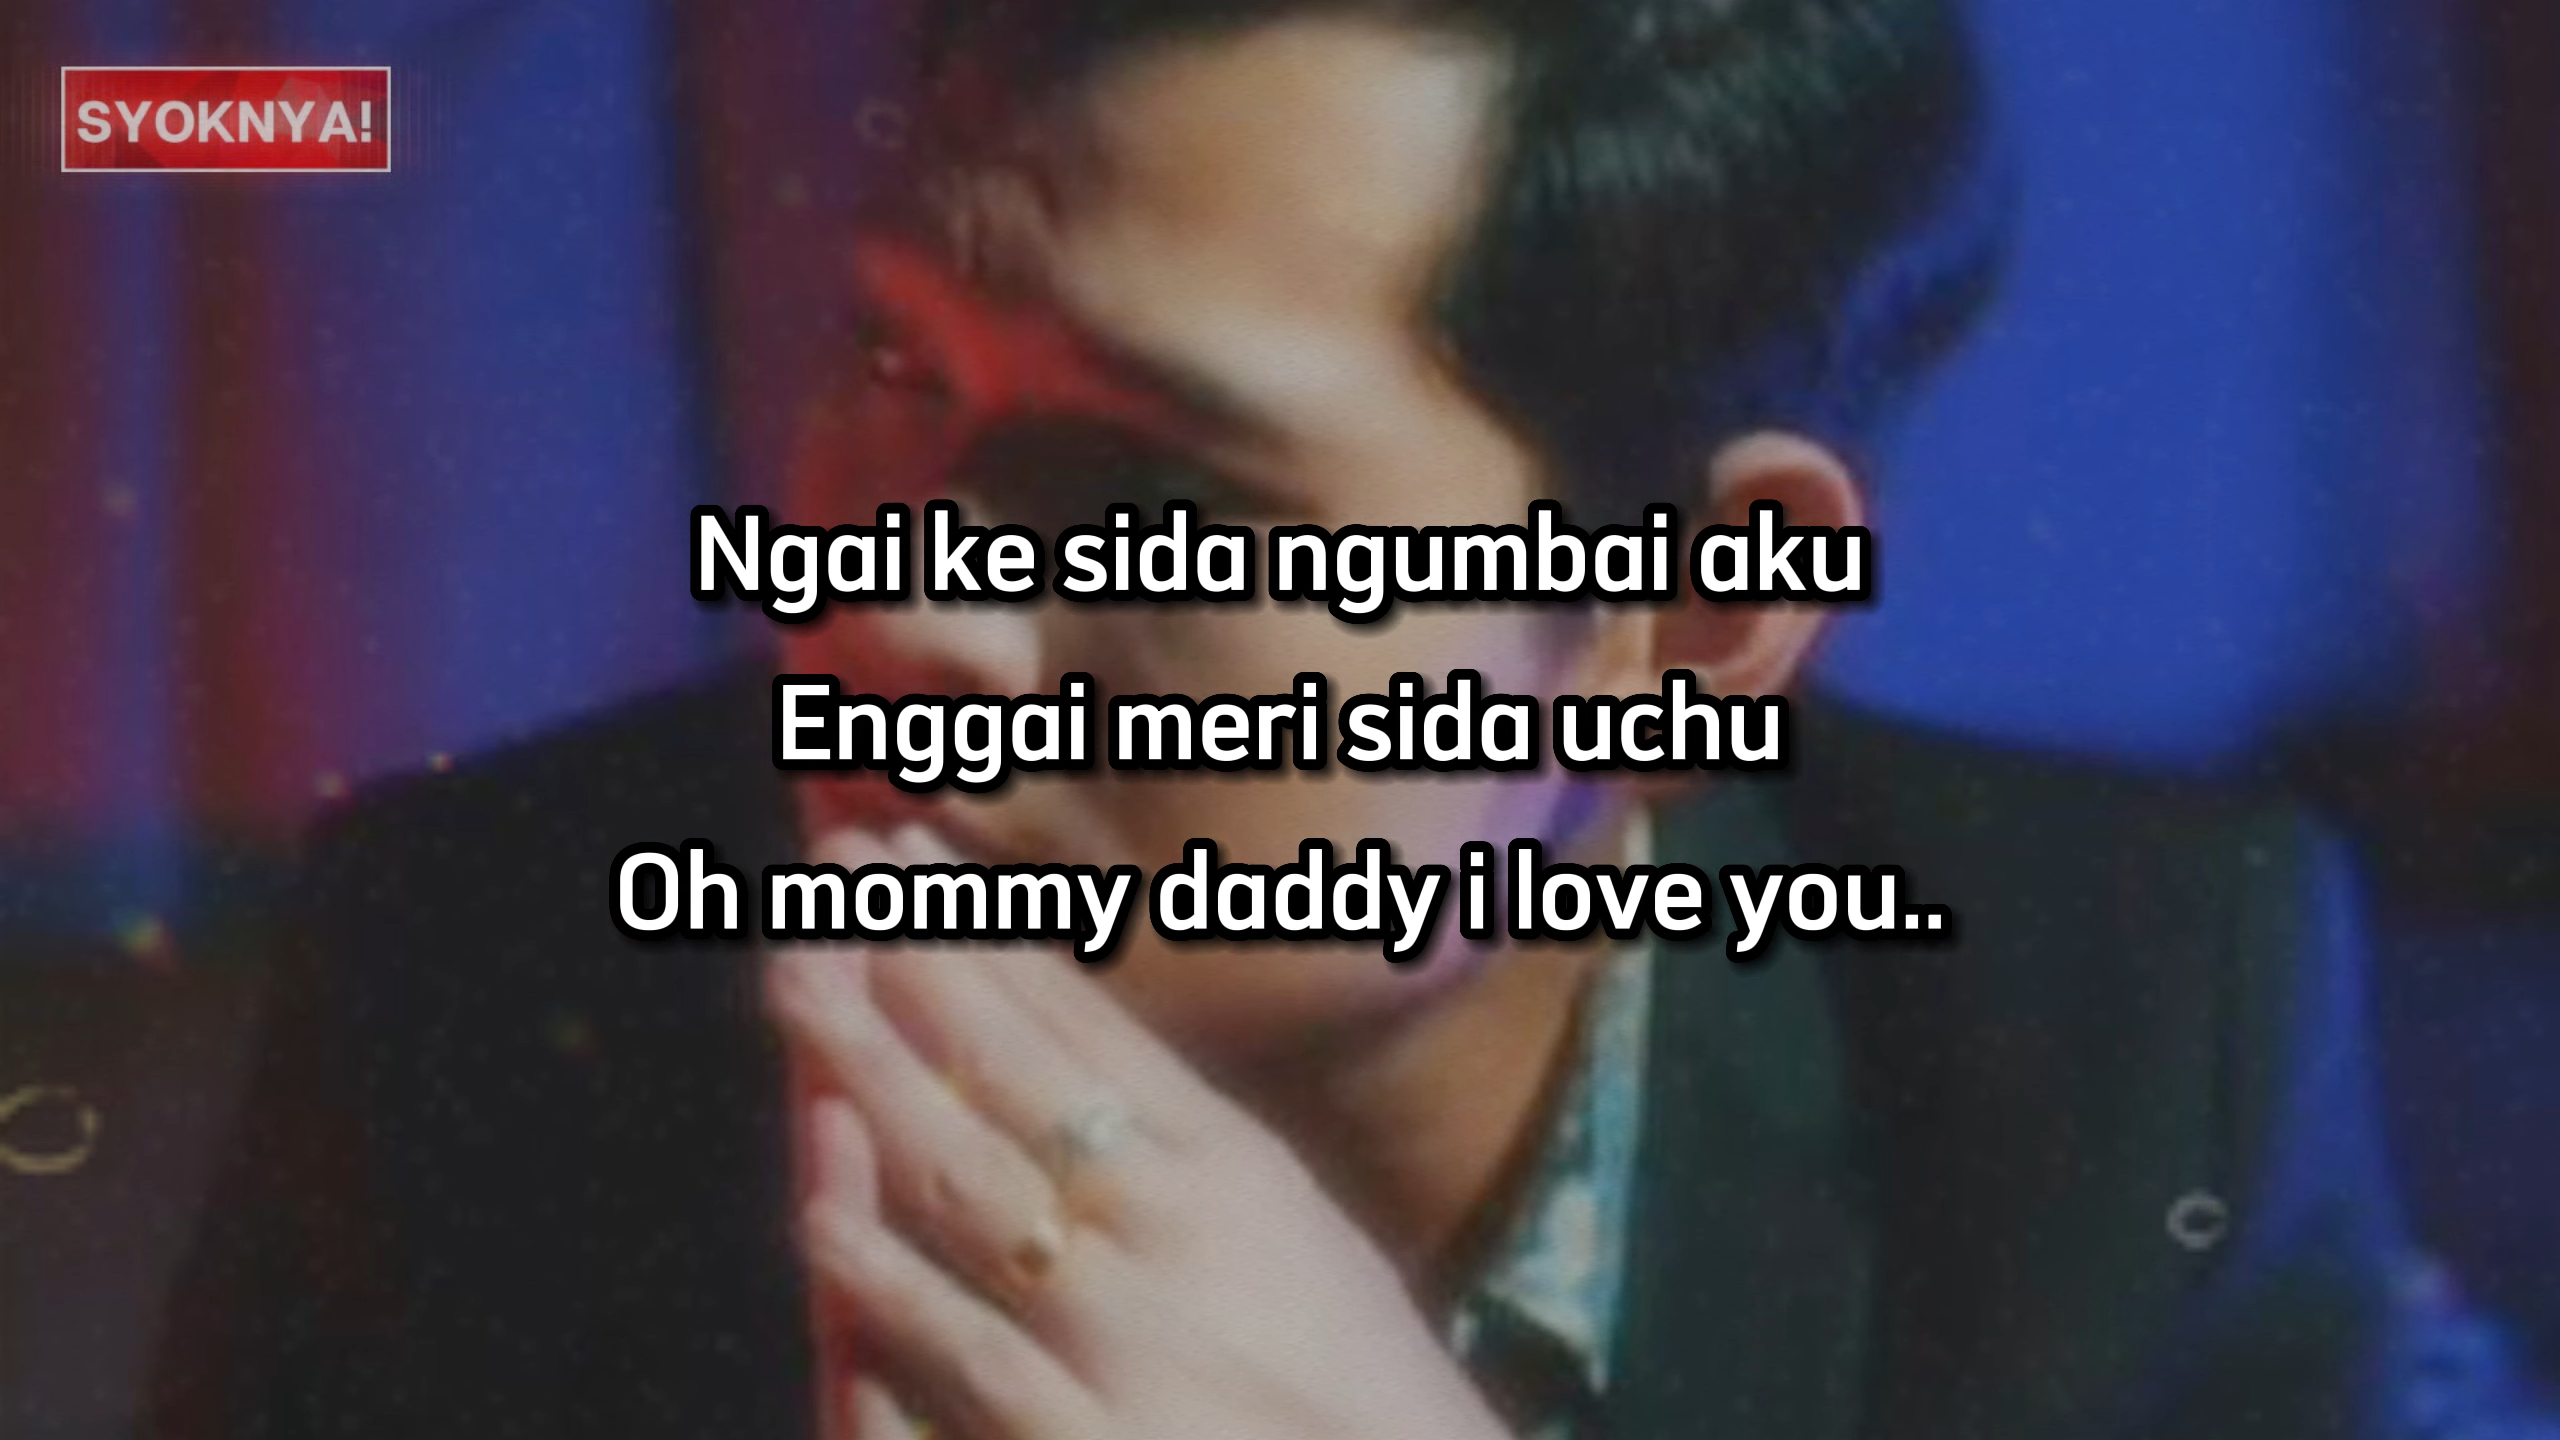 SYOKNYA!
Ngai ke sida ngumbai aku
Enggai meri sida uchu
Oh mommy daddy i love you..